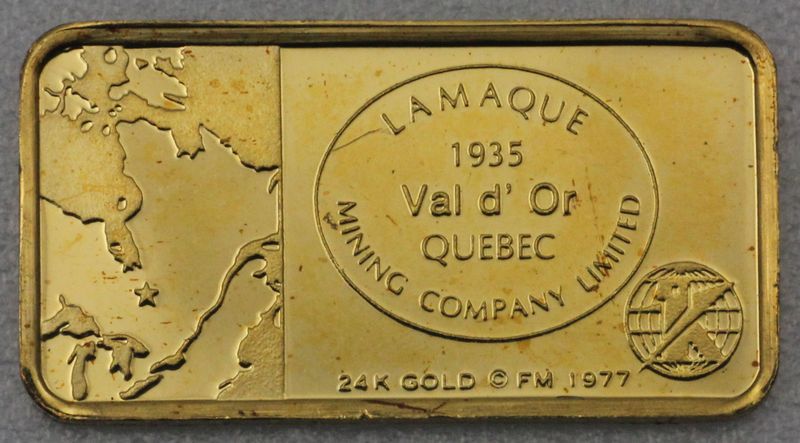 LAMAQUE
1935
Val d' Or
QUEBEC
MINING COMPANY LIMITED
24K GOLD © FM 1977